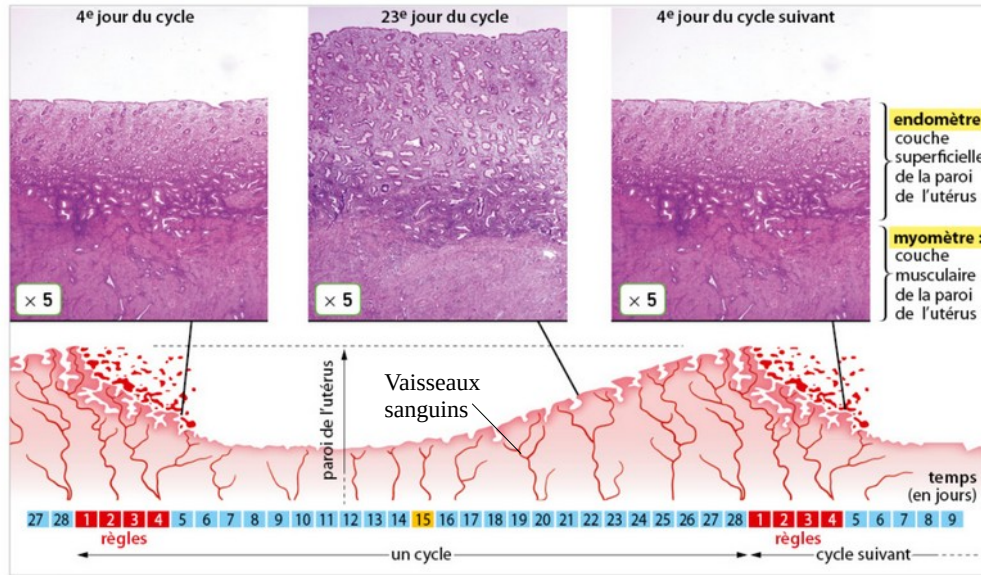 4e jour du cycle
23e jour du cycle
4e jour du cycle suivant
endomètre
couche
superficielle
de la paroi
de l'utérus
myomètre :
couche
musculaire
de la paroi
de l'utérus
× 5
× 5
× 5
paroi de l'utérus
Vaisseaux
sanguins
temps
(en jours)
27 28 1 2 3 4 5 6 7 8 9 10 11 12 13 14 15 16 17 18 19 20 21 22 23 24 25 26 27 28 1 2 3 4 5 6 7 8 9
règles
règles
un cycle
cycle suivant